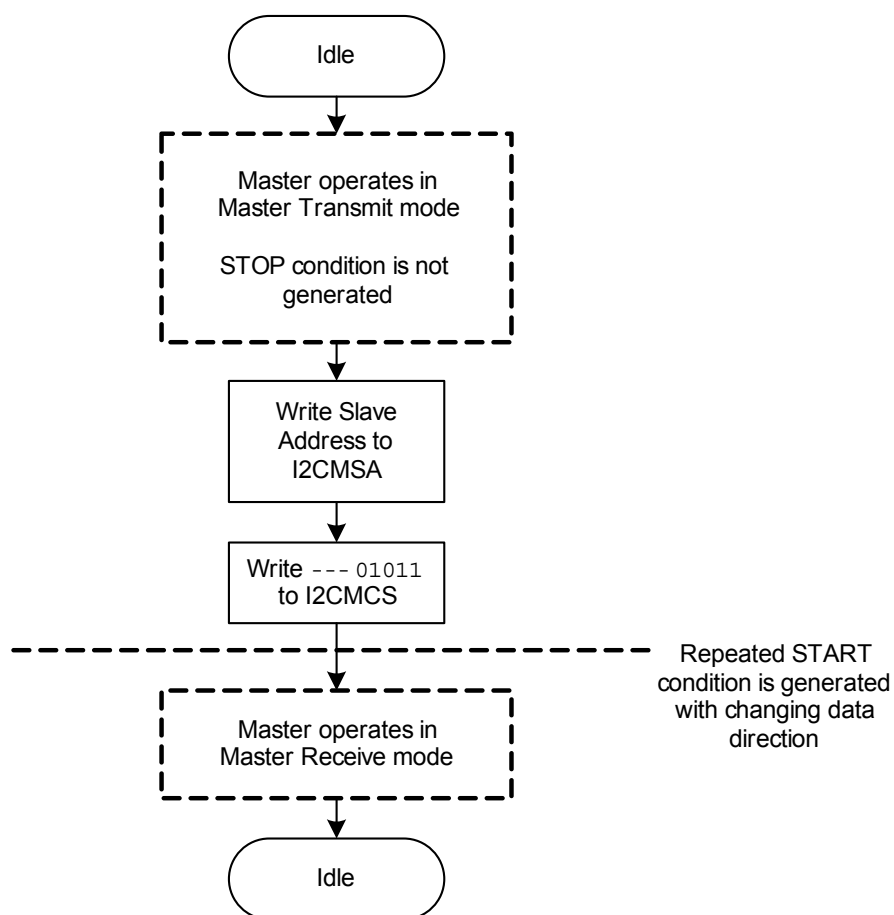 Idle
Master operates in
Master Transmit mode
STOP condition is not
generated
Write Slave
Address to
I2CMSA
Write --- 01011
to I2CMCS
Repeated START
condition is generated
with changing data
direction
Master operates in
Master Receive mode
Idle